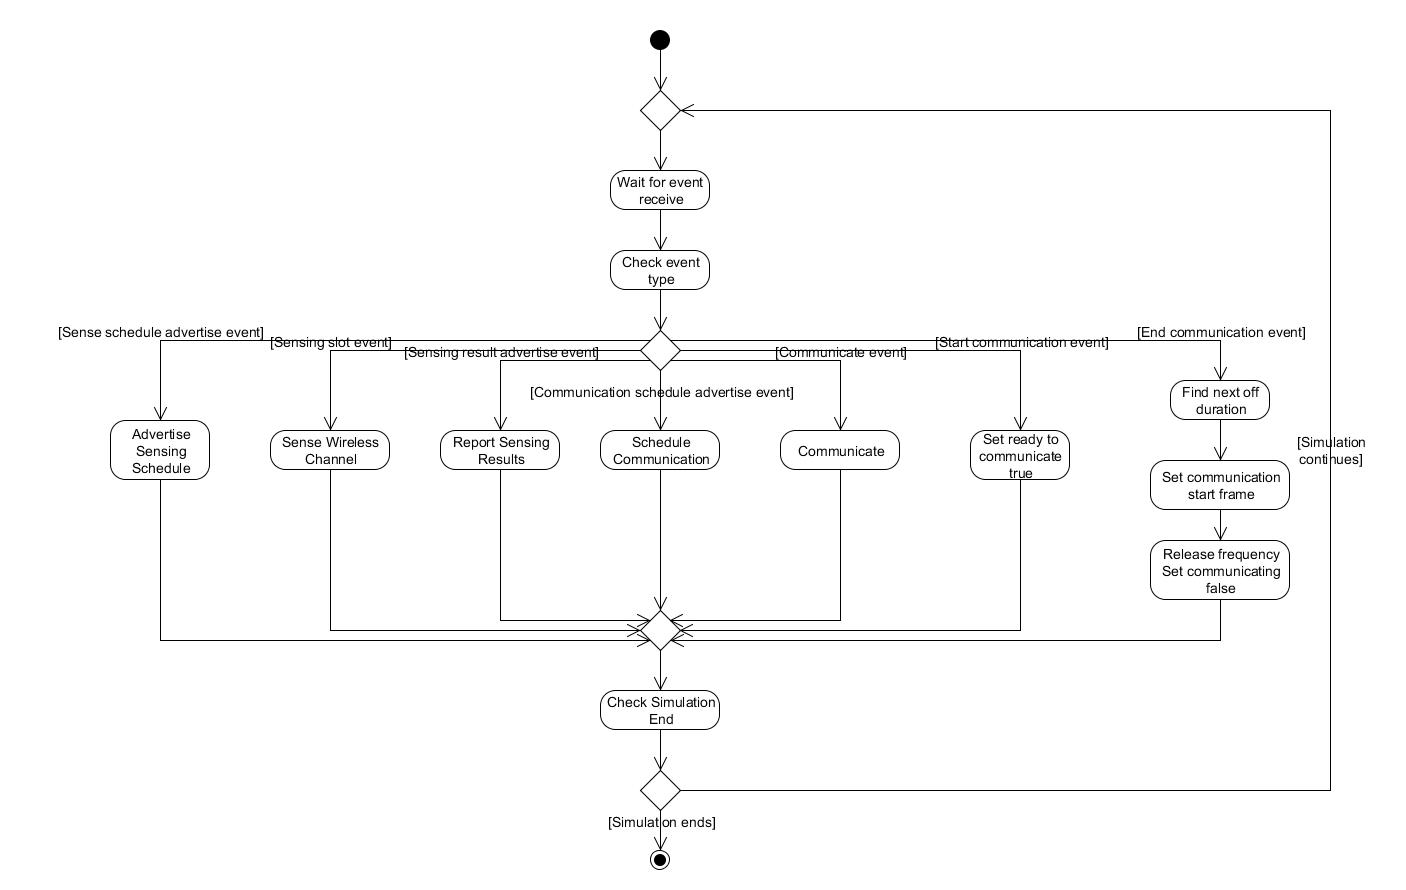 Wait for event
receive
Check event
type
[Sense schedule advertise event]
[Sensing slot event]
[Sensing result advertise event]
[Communication schedule advertise event]
[Communicate event]
[Start communication event]
[End communication event]
Advertise
Sensing
Schedule
Sense Wireless
Channel
Report Sensing
Results
Schedule
Communication
Communicate
Set ready to
communicate
true
Find next off
duration
Set communication
start frame
Release frequency
Set communicating
false
[Simulation
continues]
Check Simulation
End
[Simulation ends]